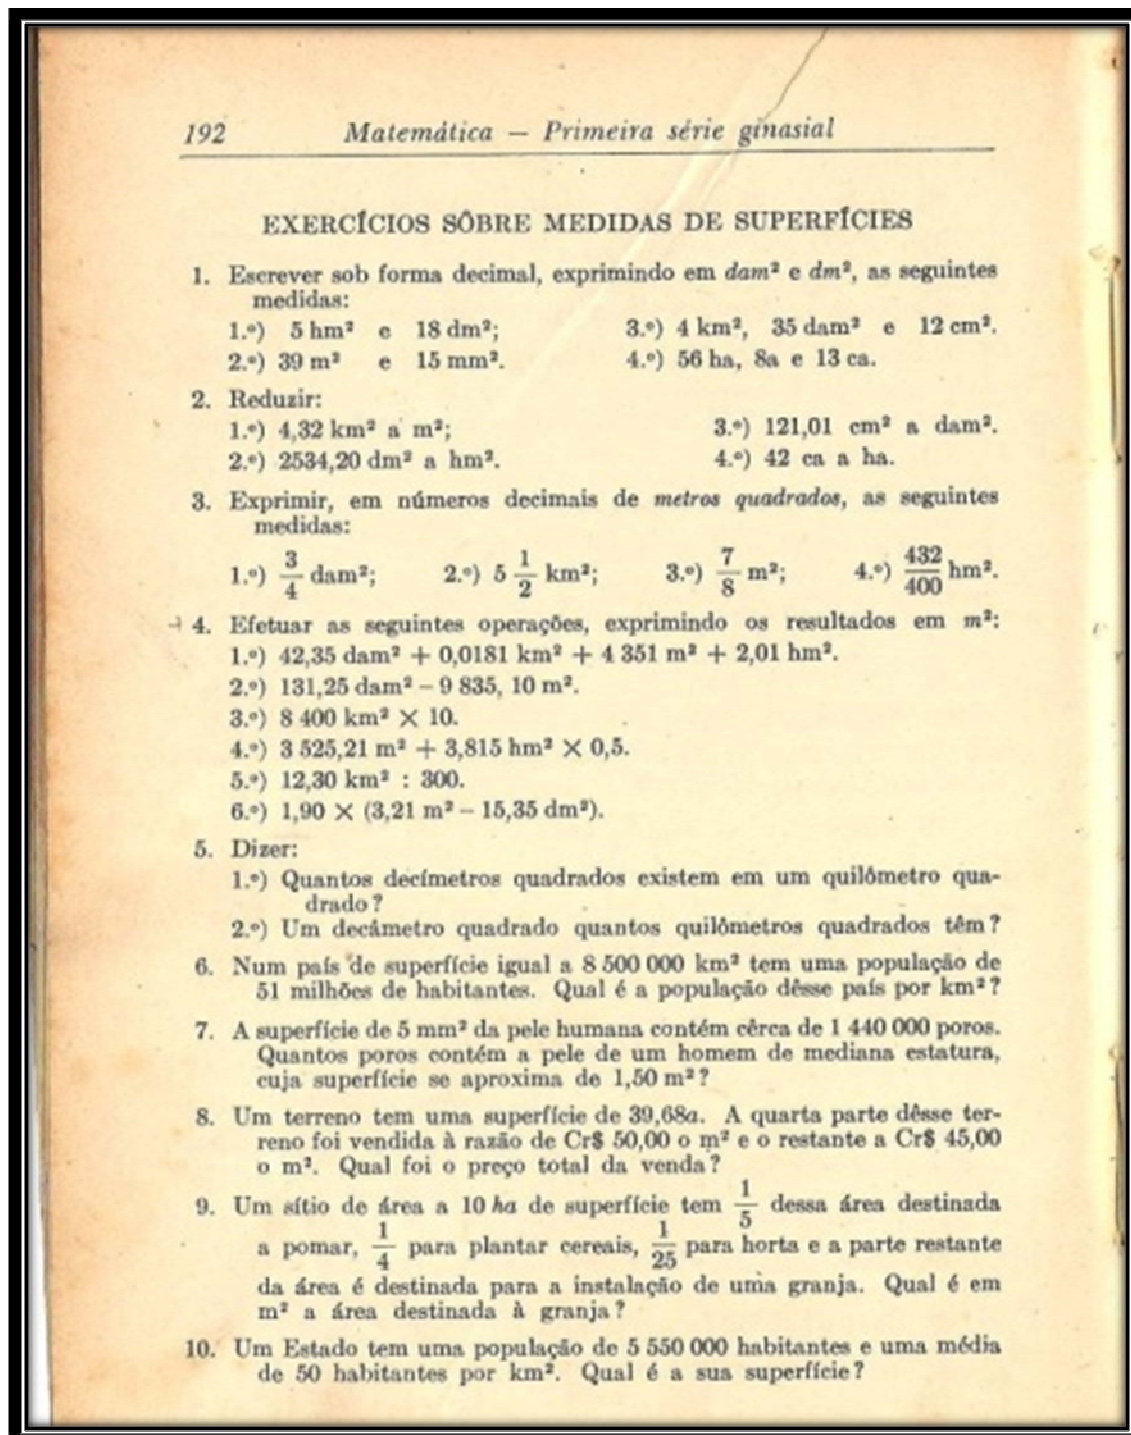 192 Matemática — Primeira série ginasial
EXERCÍCIOS SÔBRE MEDIDAS DE SUPERFÍCIES
1. Escrever sob forma decimal, exprimindo em dam² e dm², as seguintes
medidas:
1.º) 5 hm² e 18 dm²; 3.º) 4 km², 35 dam² e 12 cm².
2.º) 39 m² e 15 mm². 4.º) 56 ha, 8a e 13 ca.
2. Reduzir:
1.º) 4,32 km² a m²; 3.º) 121,01 cm² a dam².
2.º) 2534,20 dm² a hm². 4.º) 42 ca a ha.
3. Exprimir, em números decimais de metros quadrados, as seguintes
medidas:
1.º) 3/4 dam²; 2.º) 5 1/2 km²; 3.º) 7/8 m²; 4.º) 432/400 hm².
4. Efetuar as seguintes operações, exprimindo os resultados em m²:
1.º) 42,35 dam² + 0,0181 km² + 4 351 m² + 2,01 hm².
2.º) 131,25 dam² – 9 835, 10 m².
3.º) 8 400 km² × 10.
4.º) 3 525,21 m² + 3,815 hm² × 0,5.
5.º) 12,30 km² : 300.
6.º) 1,90 × (3,21 m² – 15,35 dm²).
5. Dizer:
1.º) Quantos decímetros quadrados existem em um quilômetro qua-
drado?
2.º) Um decâmetro quadrado quantos quilômetros quadrados têm?
6. Num país de superfície igual a 8 500 000 km² tem uma população de
51 milhões de habitantes. Qual é a população dêsse país por km²?
7. A superfície de 5 mm² da pele humana contém cêrca de 1 440 000 poros.
Quantos poros contém a pele de um homem de mediana estatura,
cuja superfície se aproxima de 1,50 m²?
8. Um terreno tem uma superfície de 39,68a. A quarta parte dêsse ter-
reno foi vendida à razão de Cr$ 50,00 o m² e o restante a Cr$ 45,00
o m². Qual foi o preço total da venda?
9. Um sítio de área a 10 ha de superfície tem 1/5 dessa área destinada
a pomar, 1/4 para plantar cereais, 1/25 para horta e a parte restante
da área é destinada para a instalação de uma granja. Qual é em
m² a área destinada à granja?
10. Um Estado tem uma população de 5 550 000 habitantes e uma média
de 50 habitantes por km². Qual é a sua superfície?